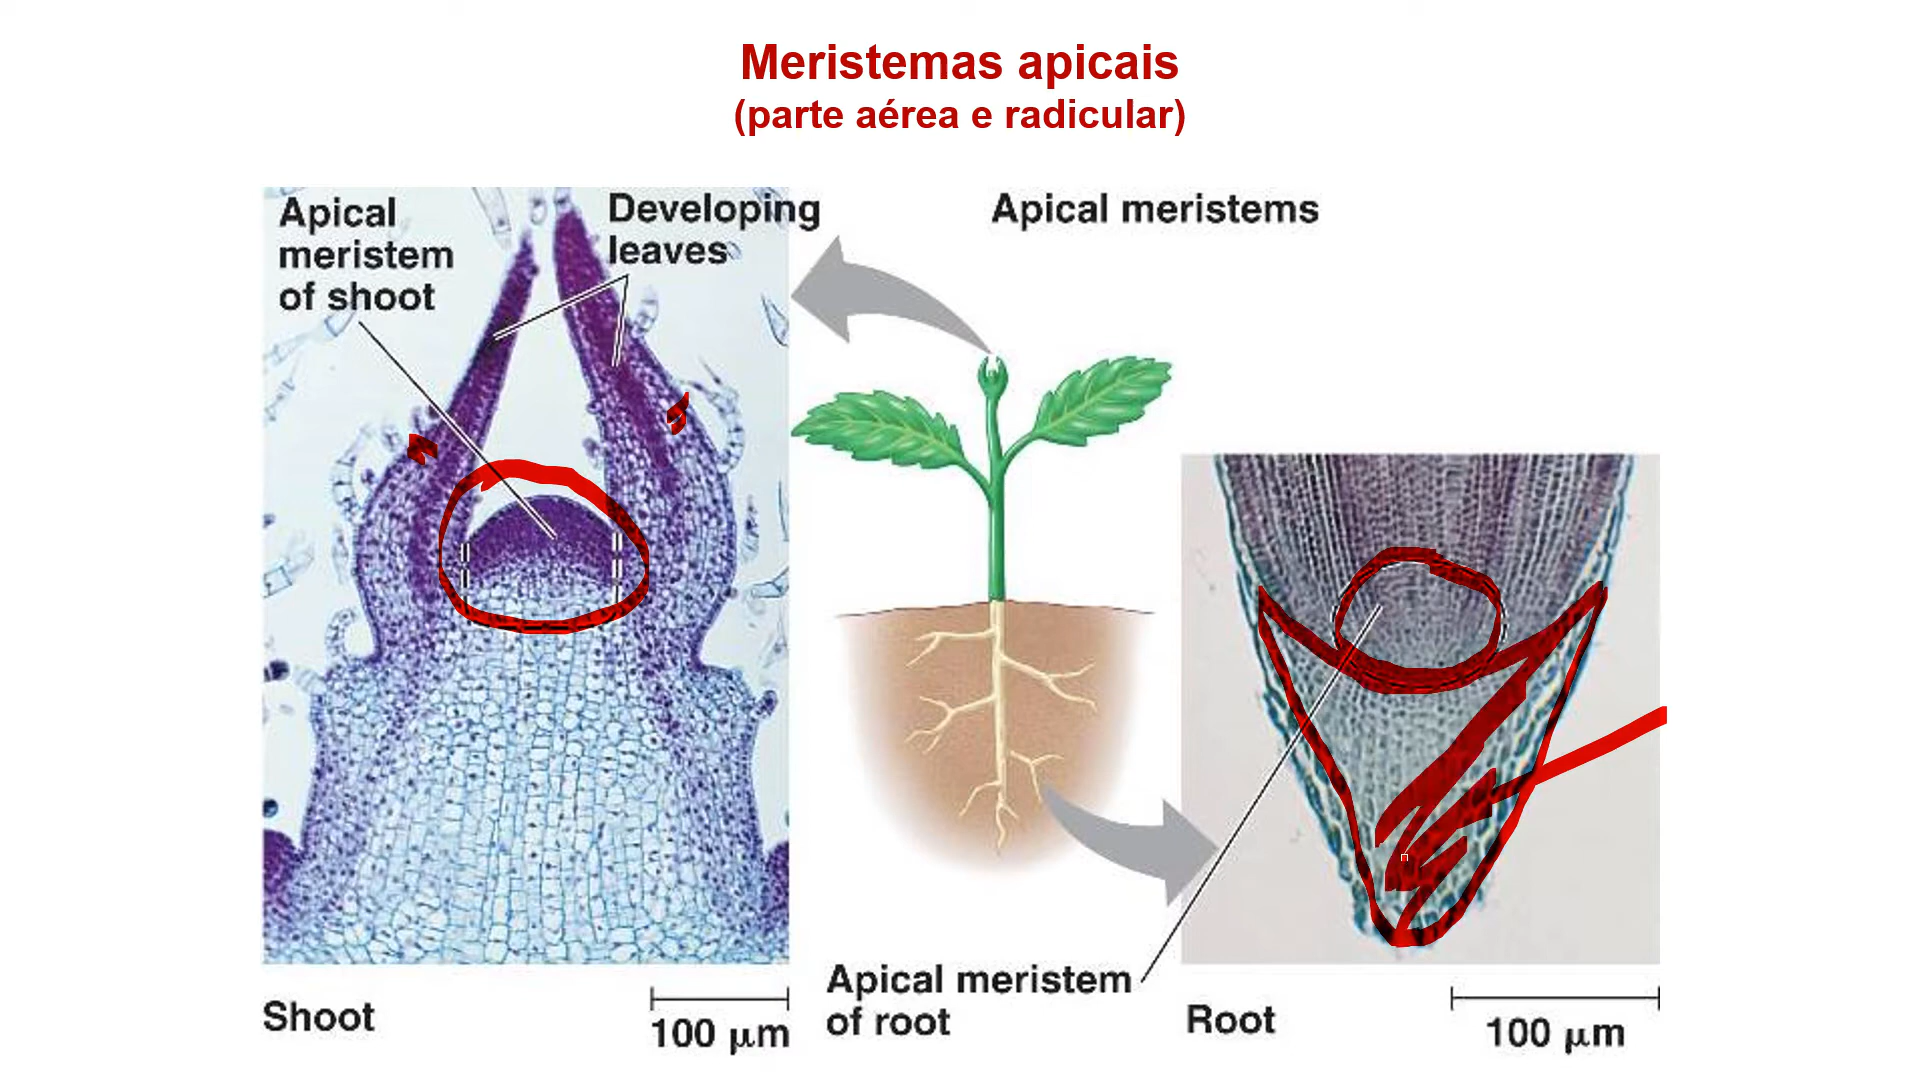 Meristemas apicais
(parte aérea e radicular)
Apical
meristem
of shoot
Developing
leaves
Apical meristems
Apical meristem
of root
Shoot
100 μm
Root
100 μm